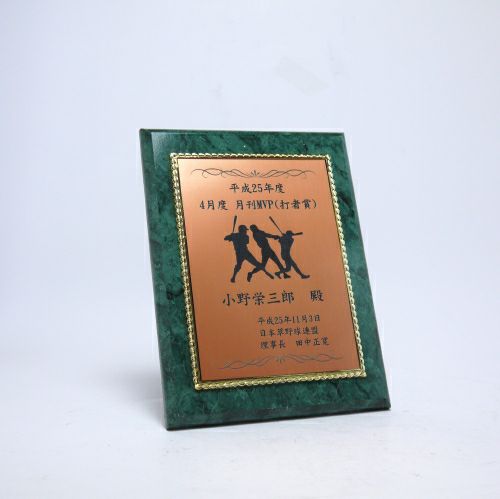 平成25年度
4月度 月刊MVP(打者賞)
小野栄三郎 殿
平成25年11月3日
日本草野球連盟
理事長 田中正寛